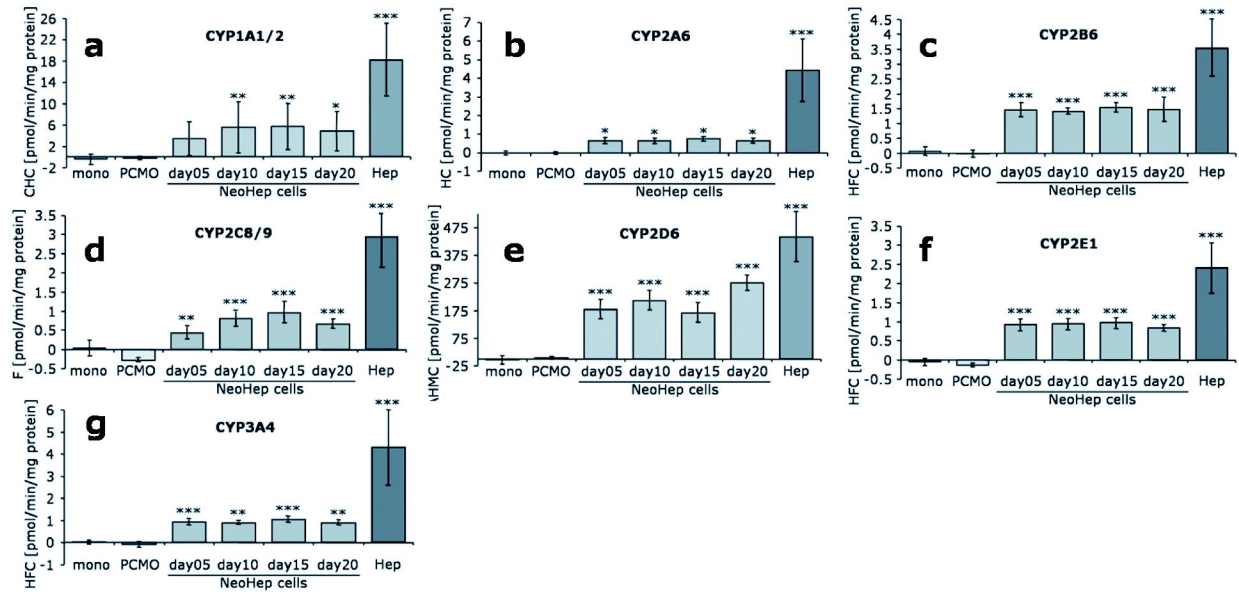 a
CYP1A1/2
CHC [pmol/min/mg protein]
26
22
18
14
10
6
2
-2
***
**
**
*
mono PCMO day05 day10 day15 day20 Hep
NeoHep cells
b
CYP2A6
HC [pmol/min/mg protein]
7
6
5
4
3
2
1
0
-1
***
* * * *
mono PCMO day05 day10 day15 day20 Hep
NeoHep cells
c
CYP2B6
HFC [pmol/min/mg protein]
4.5
3.5
2.5
1.5
0.5
-0.5
***
*** *** *** ***
mono PCMO day05 day10 day15 day20 Hep
NeoHep cells
d
CYP2C8/9
F [pmol/min/mg protein]
3.5
3
2.5
2
1.5
1
0.5
0
-0.5
***
** *** *** ***
mono PCMO day05 day10 day15 day20 Hep
NeoHep cells
e
CYP2D6
AHMC [pmol/min/mg protein]
475
375
275
175
75
-25
***
*** *** *** ***
mono PCMO day05 day10 day15 day20 Hep
NeoHep cells
f
CYP2E1
HFC [pmol/min/mg protein]
3.5
3
2.5
2
1.5
1
0.5
0
-0.5
***
*** *** *** ***
mono PCMO day05 day10 day15 day20 Hep
NeoHep cells
g
CYP3A4
HFC [pmol/min/mg protein]
6
5
4
3
2
1
0
-1
***
*** ** *** **
mono PCMO day05 day10 day15 day20 Hep
NeoHep cells